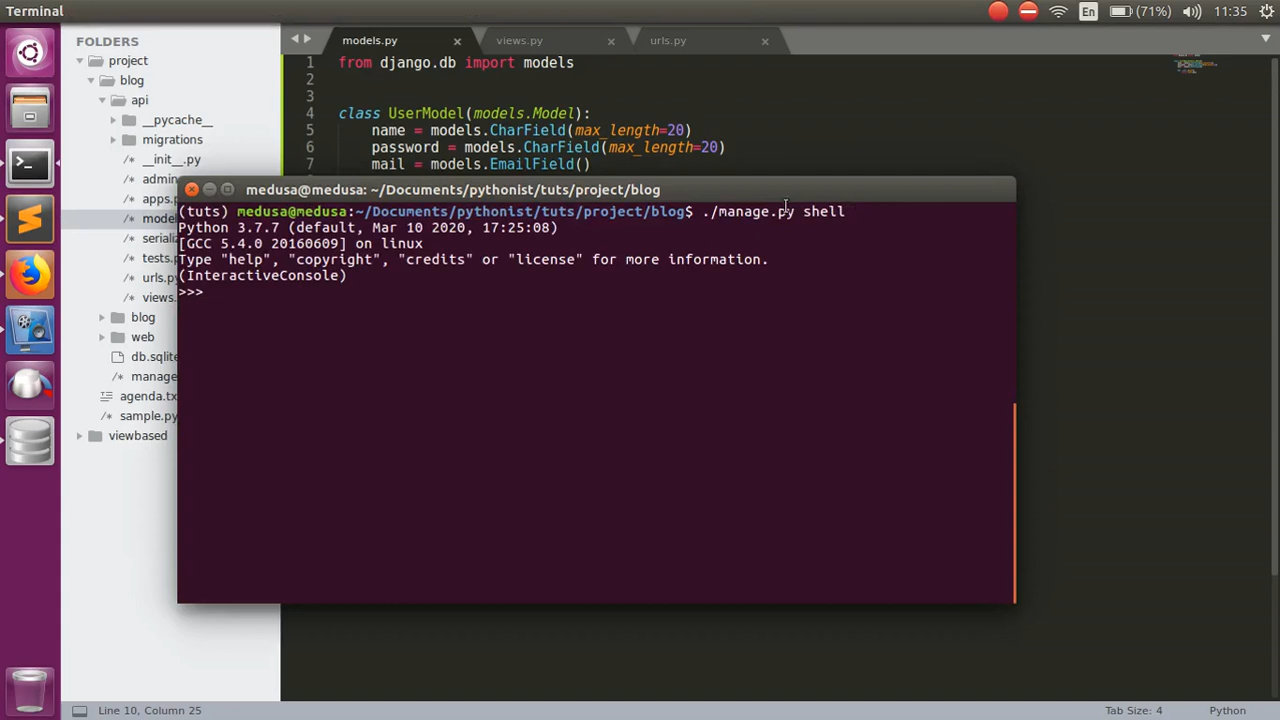 Terminal
En
(71%)
11:35
FOLDERS
project
blog
api
__pycache__
migrations
/* __init__.py
/* admin
/* apps.p
/* model
/* serializ
/* tests.p
/* urls.py
/* views.
blog
web
db.sqlite
/* manage
agenda.tx
/* sample.py
viewbased
models.py × views.py × urls.py ×
1 from django.db import models
2
3
4 class UserModel(models.Model):
5 name = models.CharField(max_length=20)
6 password = models.CharField(max_length=20)
7 mail = models.EmailField()
medusa@medusa: ~/Documents/pythonist/tuts/project/blog
(tuts) medusa@medusa:~/Documents/pythonist/tuts/project/blog$ ./manage.py shell
Python 3.7.7 (default, Mar 10 2020, 17:25:08)
[GCC 5.4.0 20160609] on linux
Type "help", "copyright", "credits" or "license" for more information.
(InteractiveConsole)
>>>
Line 10, Column 25
Tab Size: 4
Python